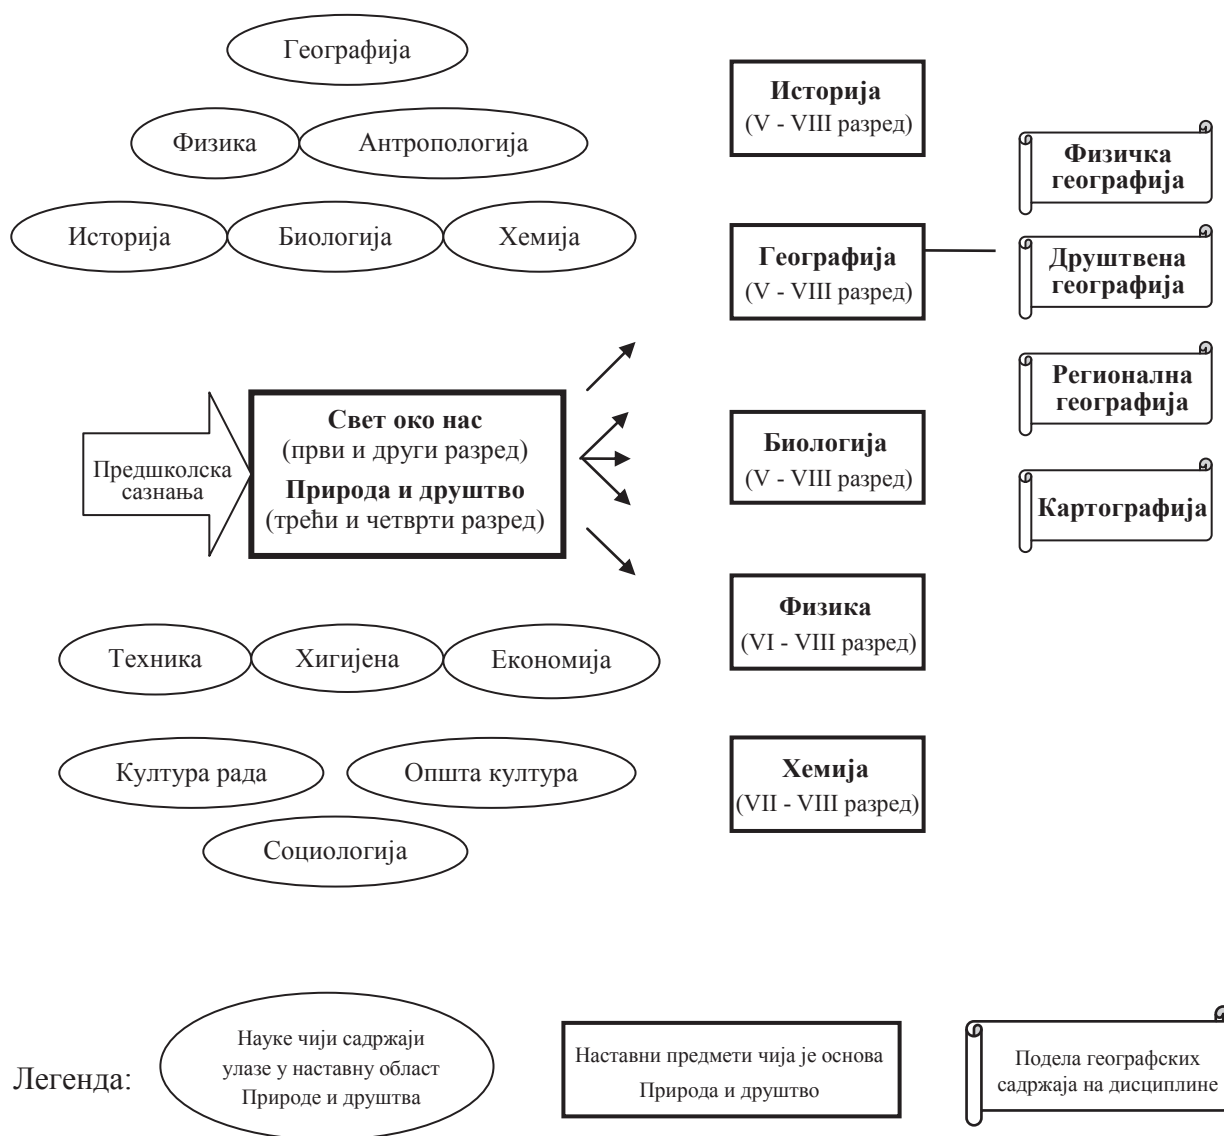 Географија
Физика
Антропологија
Историја
Биологија
Хемија
Предшколска
сазнања
Свет око нас
(први и други разред)
Природа и друштво
(трећи и четврти разред)
Техника
Хигијена
Економија
Култура рада
Општа култура
Социологија
Историја
(V - VIII разред)
Географија
(V - VIII разред)
Биологија
(V - VIII разред)
Физика
(VI - VIII разред)
Хемија
(VII - VIII разред)
Физичка
географија
Друштвена
географија
Регионална
географија
Картографија
Легенда:
Науке чији садржаји
улазе у наставну област
Природе и друштва
Наставни предмети чија је основа
Природа и друштво
Подела географских
садржаја на дисциплине